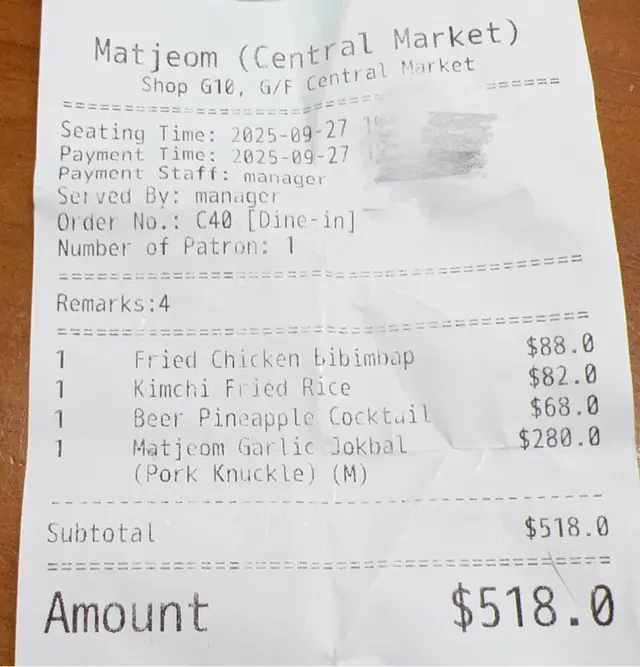 Matjeom (Central Market)
Shop G10, G/F Central Market
================================================
Seating Time: 2025-09-27
Payment Time: 2025-09-27
Payment Staff: manager
Served By: manager
Order No.: C40 [Dine-in]
Number of Patron: 1
================================================
Remarks:4
================================================
1 Fried Chicken Bibimbap $88.0
1 Kimchi Fried Rice $82.0
1 Beer Pineapple Cocktail $68.0
1 Matjeom Garlic Jokbal $280.0
(Pork Knuckle) (M)
------------------------------------------------
Subtotal $518.0
================================================
Amount $518.0